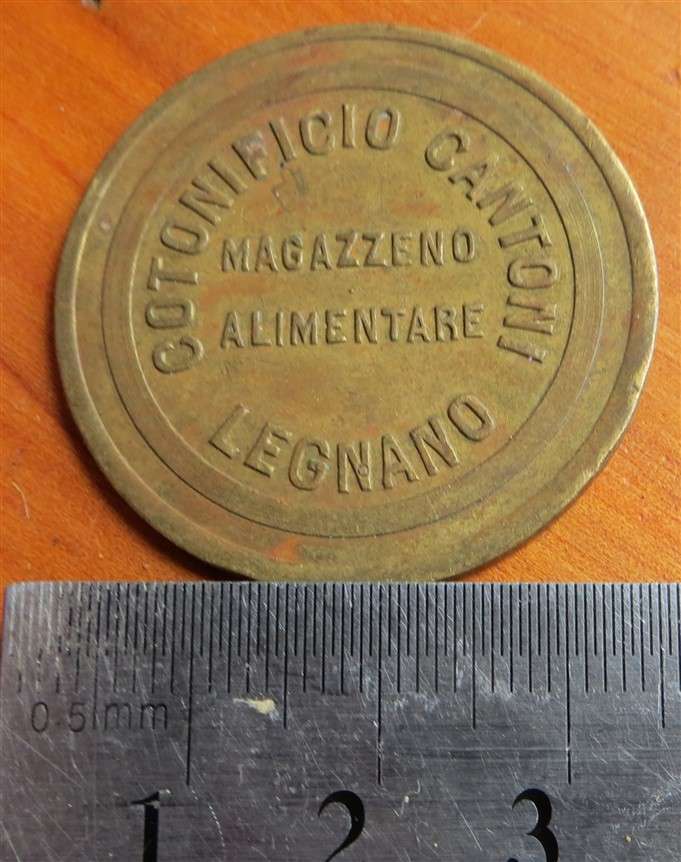 COTONIFICIO CANTONI
MAGAZZENO
ALIMENTARE
LEGNANO
0.5mm
1 2 3